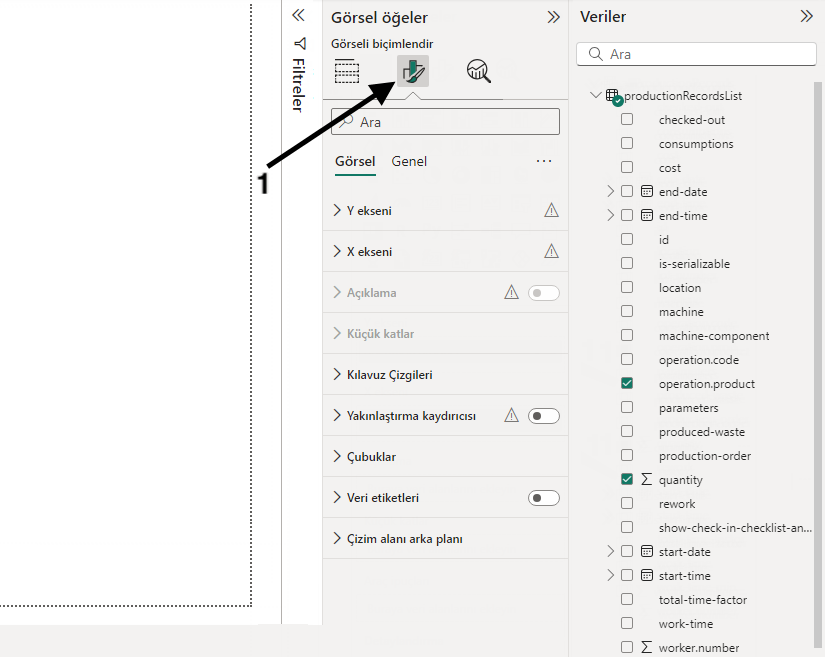 Filtreler
Görsel öğeler
Görseli biçimlendir
1
Ara
Görsel Genel ...
Y ekseni
X ekseni
Açıklama
Küçük katlar
Kılavuz Çizgileri
Yakınlaştırma kaydırıcısı
Çubuklar
Veri etiketleri
Çizim alanı arka planı
Veriler
Ara
productionRecordsList
checked-out
consumptions
cost
end-date
end-time
id
is-serializable
location
machine
machine-component
operation.code
operation.product
parameters
produced-waste
production-order
quantity
rework
show-check-in-checklist-an...
start-date
start-time
total-time-factor
work-time
worker.number